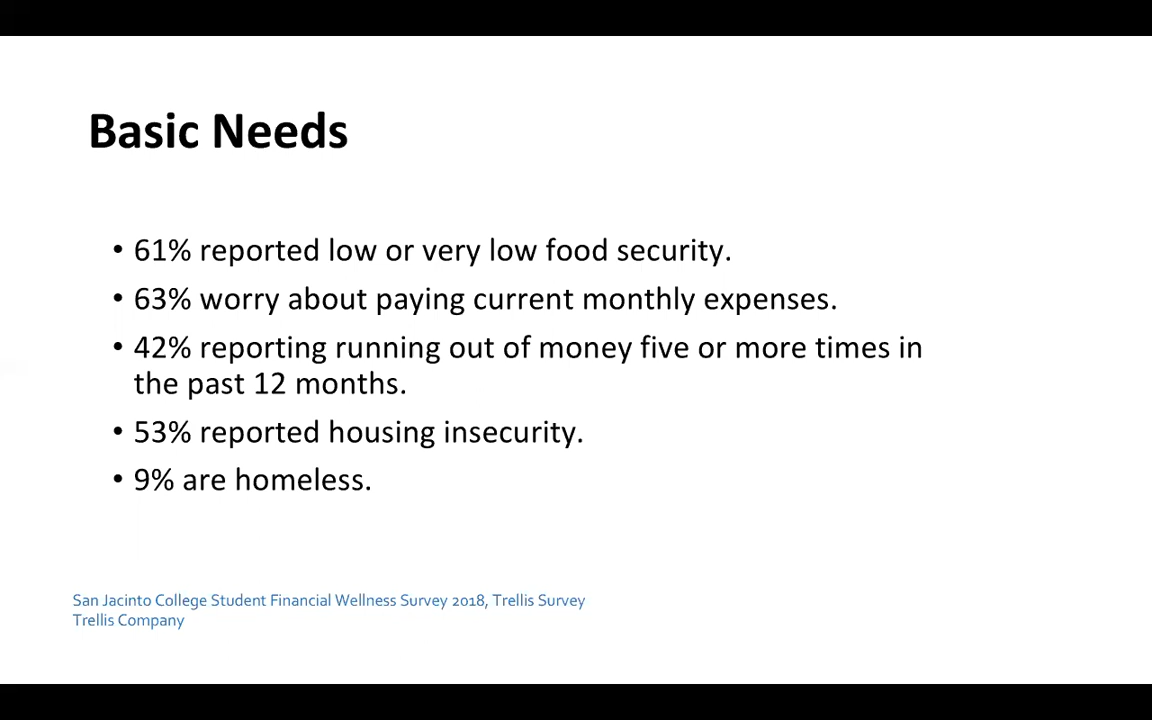 Basic Needs
• 61% reported low or very low food security.
• 63% worry about paying current monthly expenses.
• 42% reporting running out of money five or more times in
the past 12 months.
• 53% reported housing insecurity.
• 9% are homeless.
San Jacinto College Student Financial Wellness Survey 2018, Trellis Survey
Trellis Company